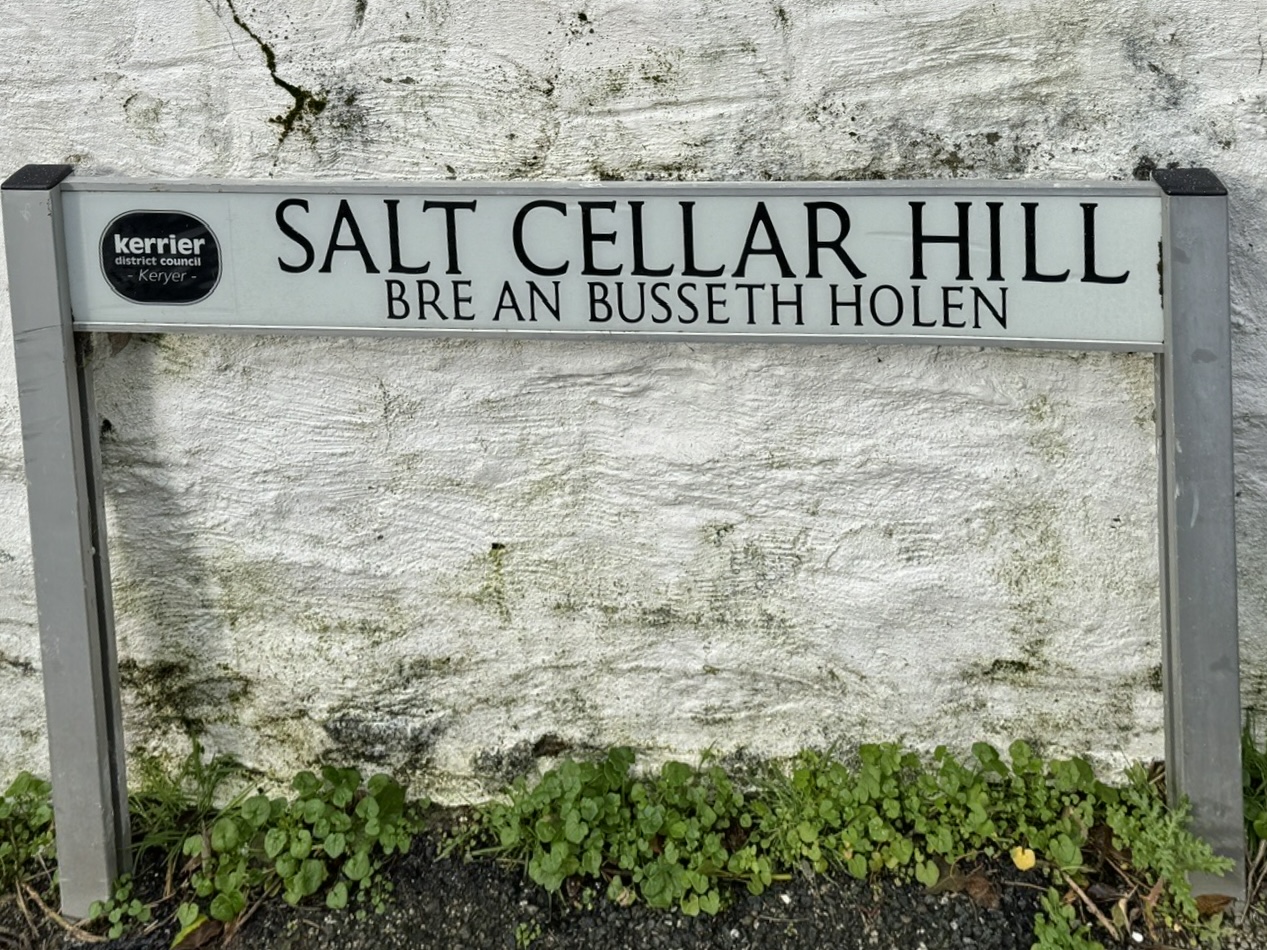 kerrier
district council
- Keryer -
SALT CELLAR HILL
BRE AN BUSSETH HOLEN